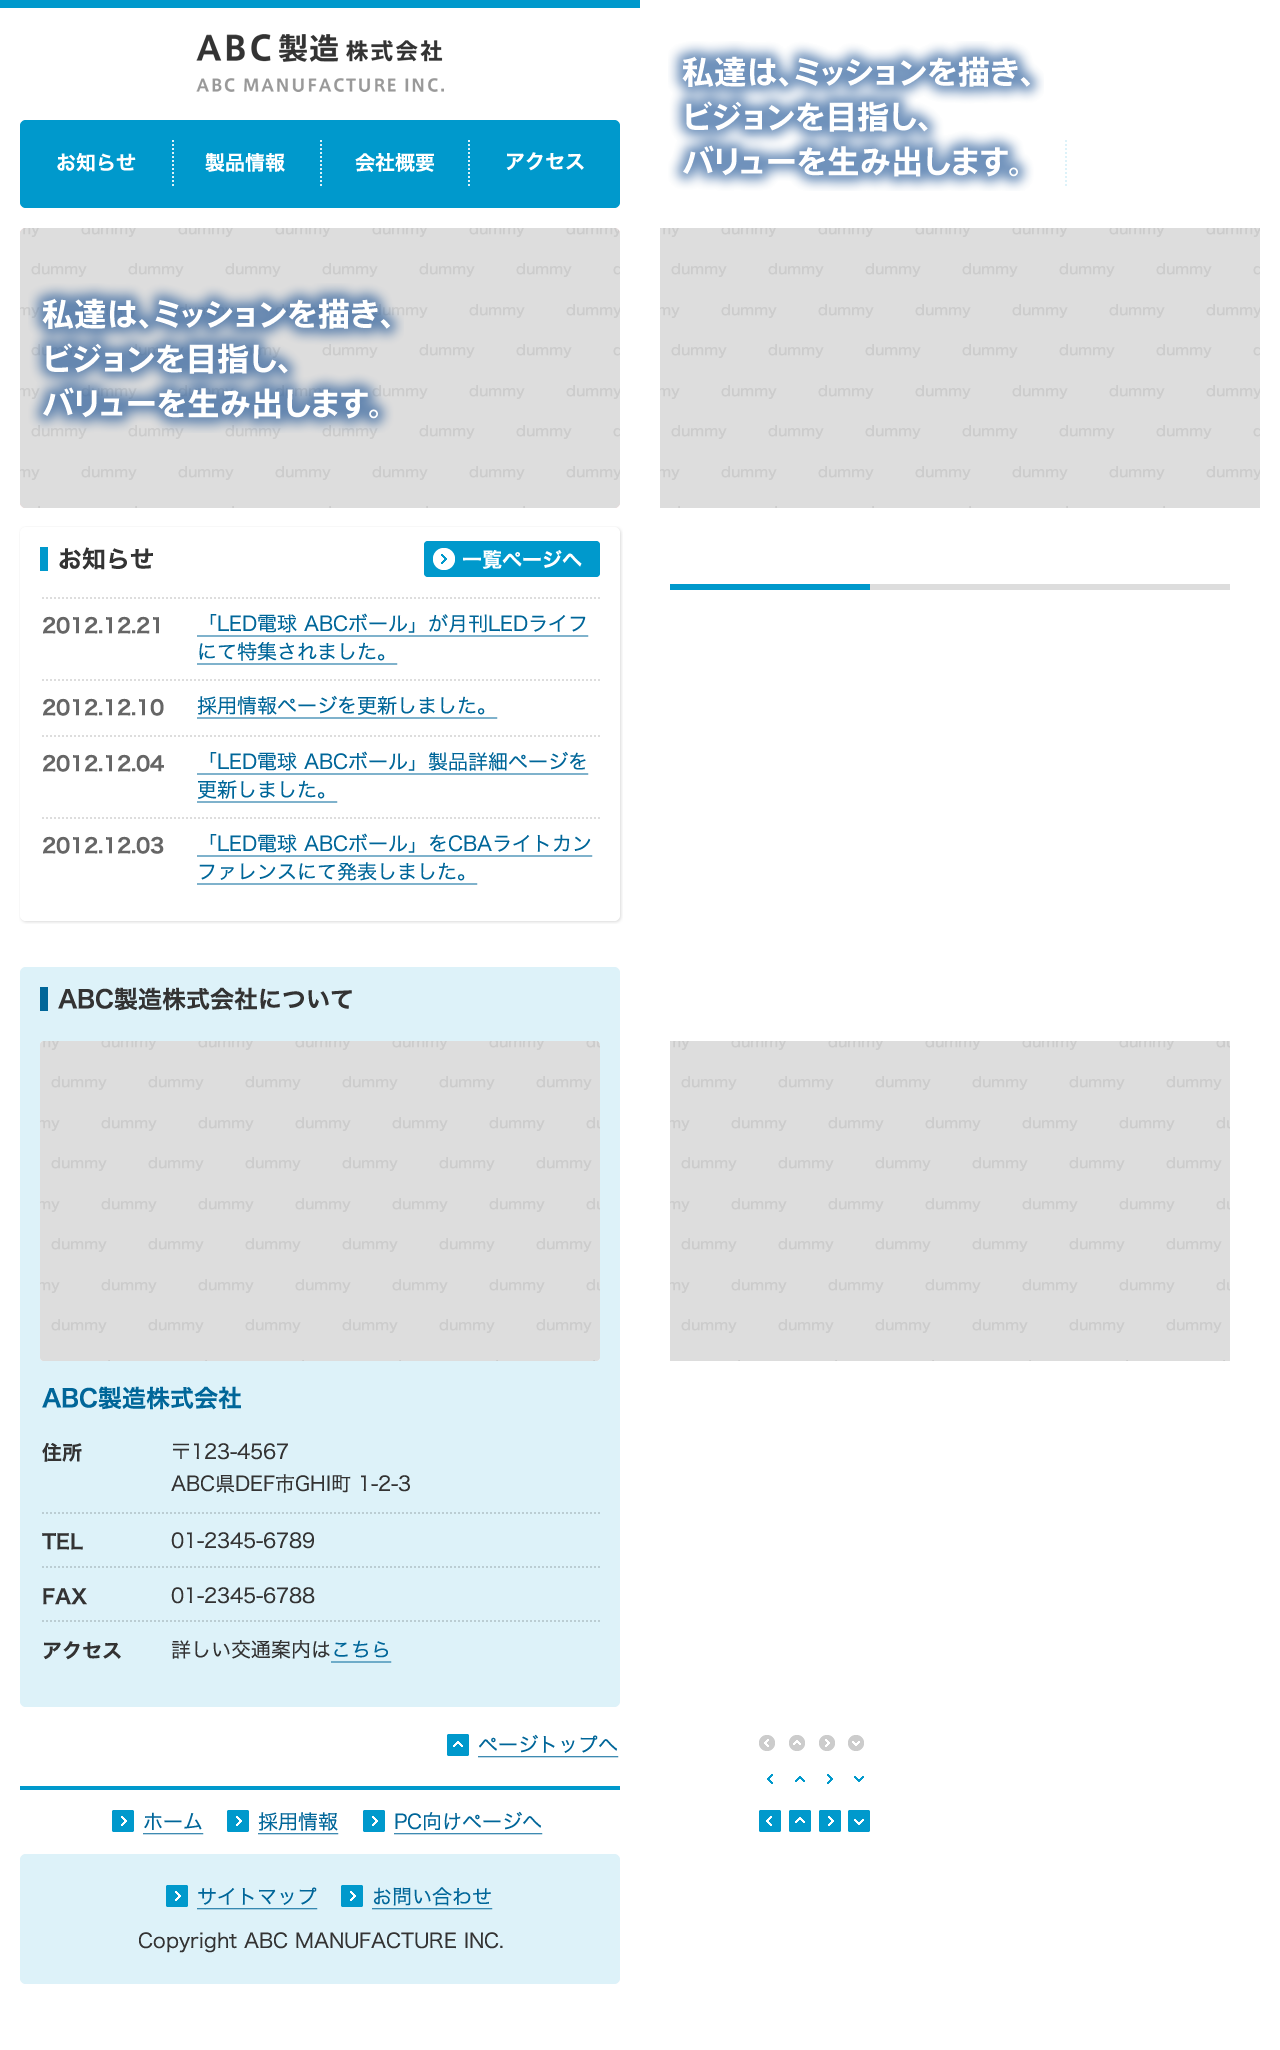 ABC製造株式会社
ABC MANUFACTURE INC.
お知らせ 製品情報 会社概要 アクセス
私達は、ミッションを描き、
ビジョンを目指し、
バリューを生み出します。
私達は、ミッションを描き、
ビジョンを目指し、
バリューを生み出します。
dummy dummy dummy dummy dummy dummy
お知らせ
一覧ページへ
2012.12.21 「LED電球 ABCボール」が月刊LEDライフ
にて特集されました。
2012.12.10 採用情報ページを更新しました。
2012.12.04 「LED電球 ABCボール」製品詳細ページを
更新しました。
2012.12.03 「LED電球 ABCボール」をCBAライトカン
ファレンスにて発表しました。
ABC製造株式会社について
dummy dummy dummy dummy dummy dummy
ABC製造株式会社
住所 〒123-4567
ABC県DEF市GHI町 1-2-3
TEL 01-2345-6789
FAX 01-2345-6788
アクセス 詳しい交通案内はこちら
ページトップへ
ホーム 採用情報 PC向けページへ
サイトマップ お問い合わせ
Copyright ABC MANUFACTURE INC.